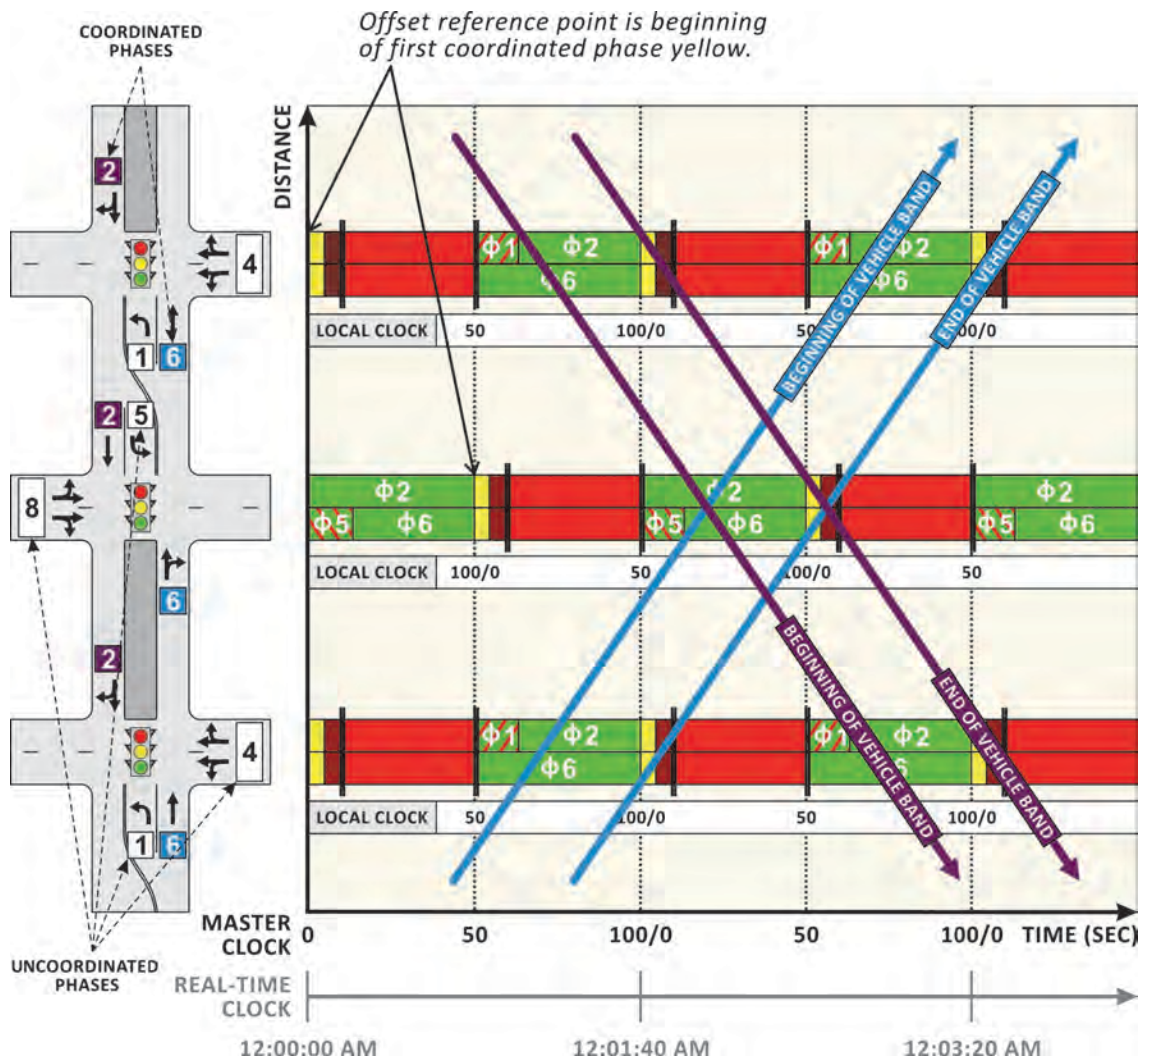 COORDINATED
PHASES
Offset reference point is beginning
of first coordinated phase yellow.
DISTANCE
2
4
1
6
2
5
8
6
2
4
1
6
UNCOORDINATED
PHASES
Φ1 Φ2 Φ1 Φ2
Φ6 Φ6
LOCAL CLOCK 50 100/0 50 100/0
BEGINNING OF VEHICLE BAND
END OF VEHICLE BAND
Φ2 Φ2 Φ2
Φ5 Φ6 Φ5 Φ6 Φ5 Φ6
LOCAL CLOCK 100/0 50 100/0 50
BEGINNING OF VEHICLE BAND
END OF VEHICLE BAND
Φ1 Φ2 Φ1 Φ2
Φ6 6
LOCAL CLOCK 50 100/0 50 100/0
MASTER
CLOCK
0 50 100/0 50 100/0 TIME (SEC)
REAL-TIME
CLOCK
12:00:00 AM 12:01:40 AM 12:03:20 AM